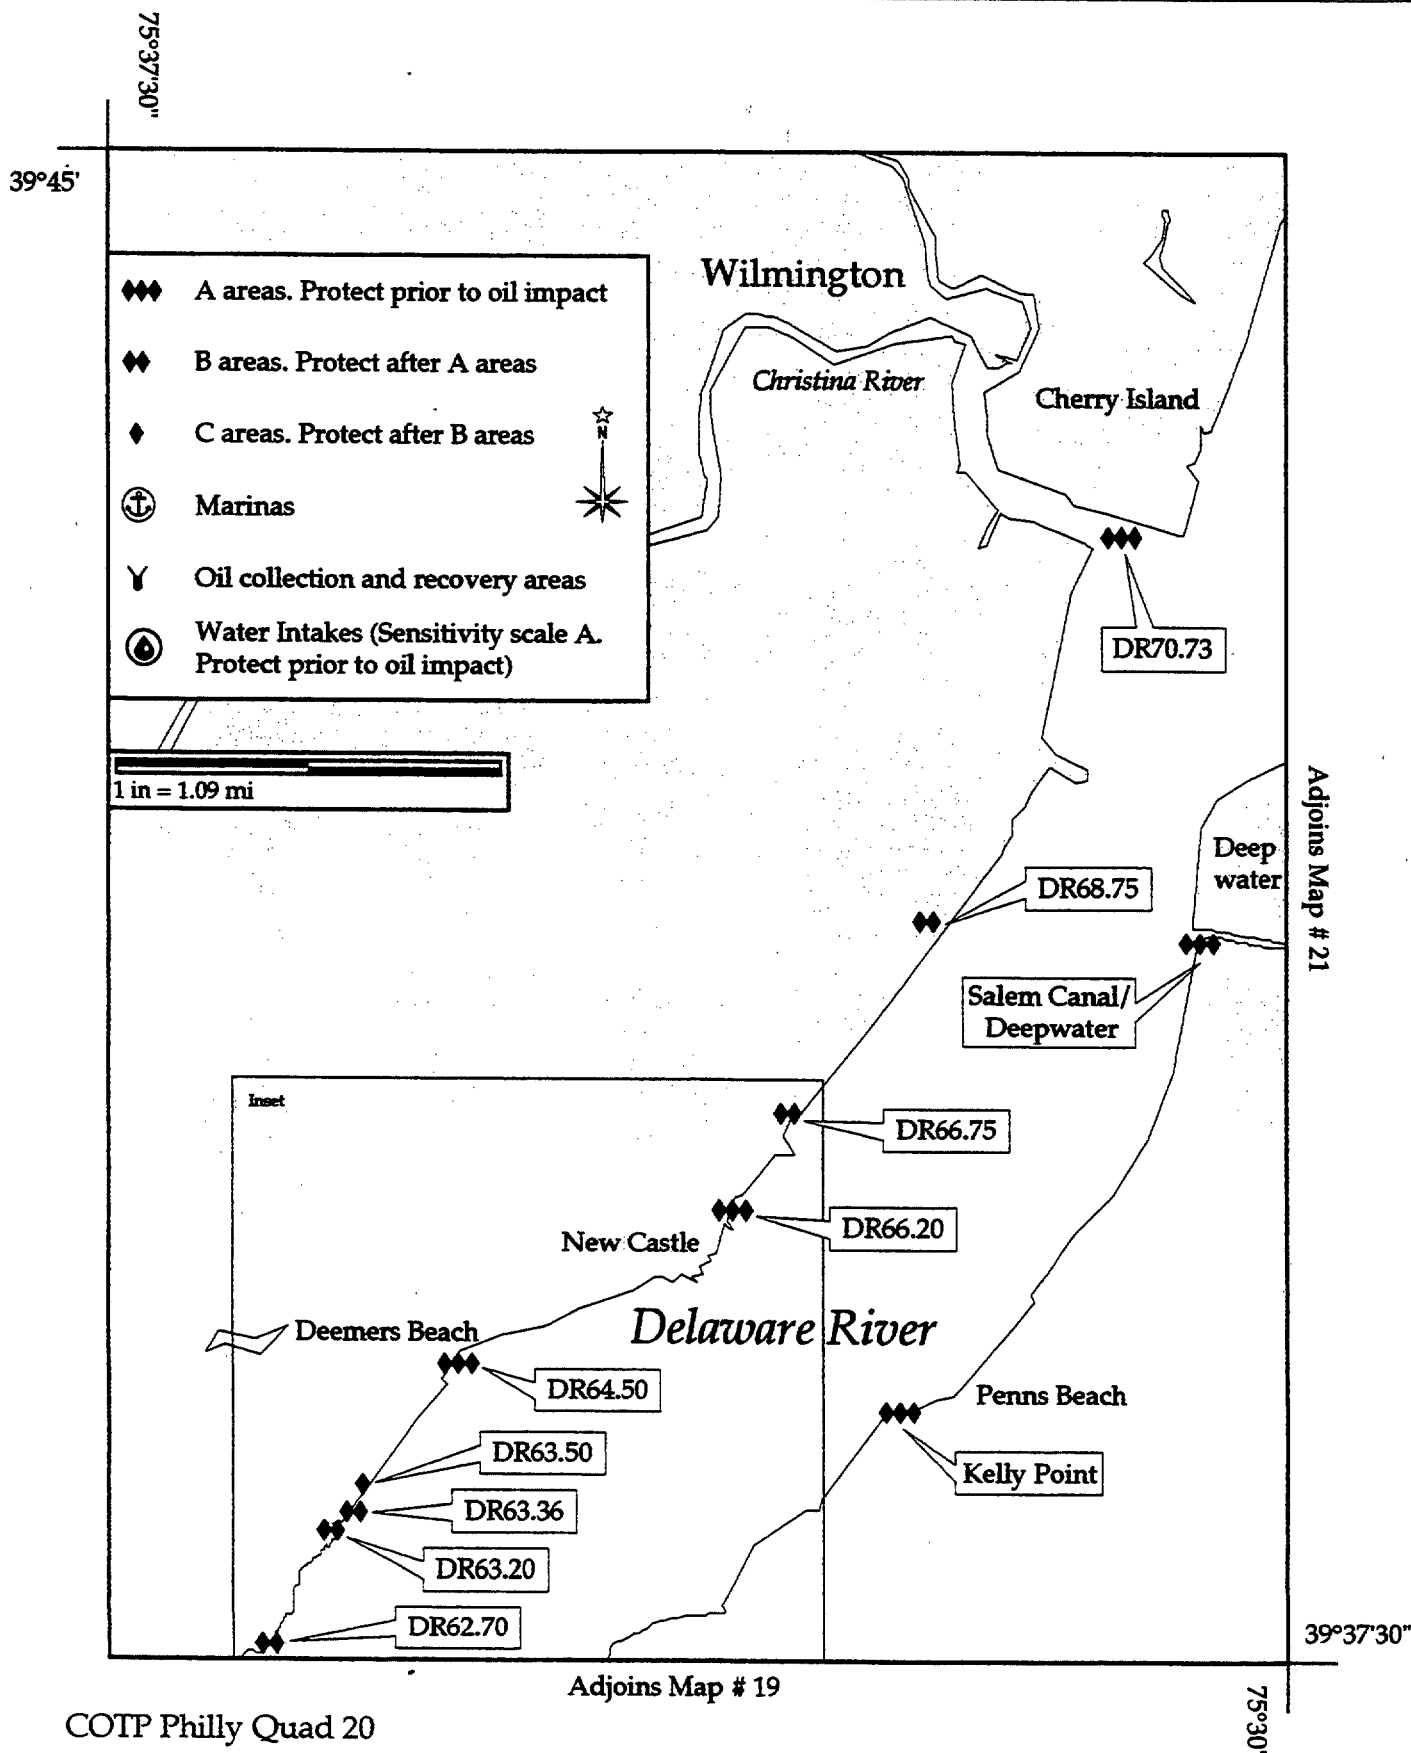 75°37'30"
39°45'
A areas. Protect prior to oil impact
B areas. Protect after A areas
C areas. Protect after B areas
N
Marinas
Oil collection and recovery areas
Water Intakes (Sensitivity scale A.
Protect prior to oil impact)
1 in = 1.09 mi
Wilmington
Christina River
Cherry Island
DR70.73
Adjoins Map # 21
Deep
water
DR68.75
Salem Canal/
Deepwater
Inset
DR66.75
DR66.20
New Castle
Delaware River
Deemers Beach
DR64.50
Penns Beach
Kelly Point
DR63.50
DR63.36
DR63.20
DR62.70
39°37'30"
Adjoins Map # 19
75°30'
COTP Philly Quad 20